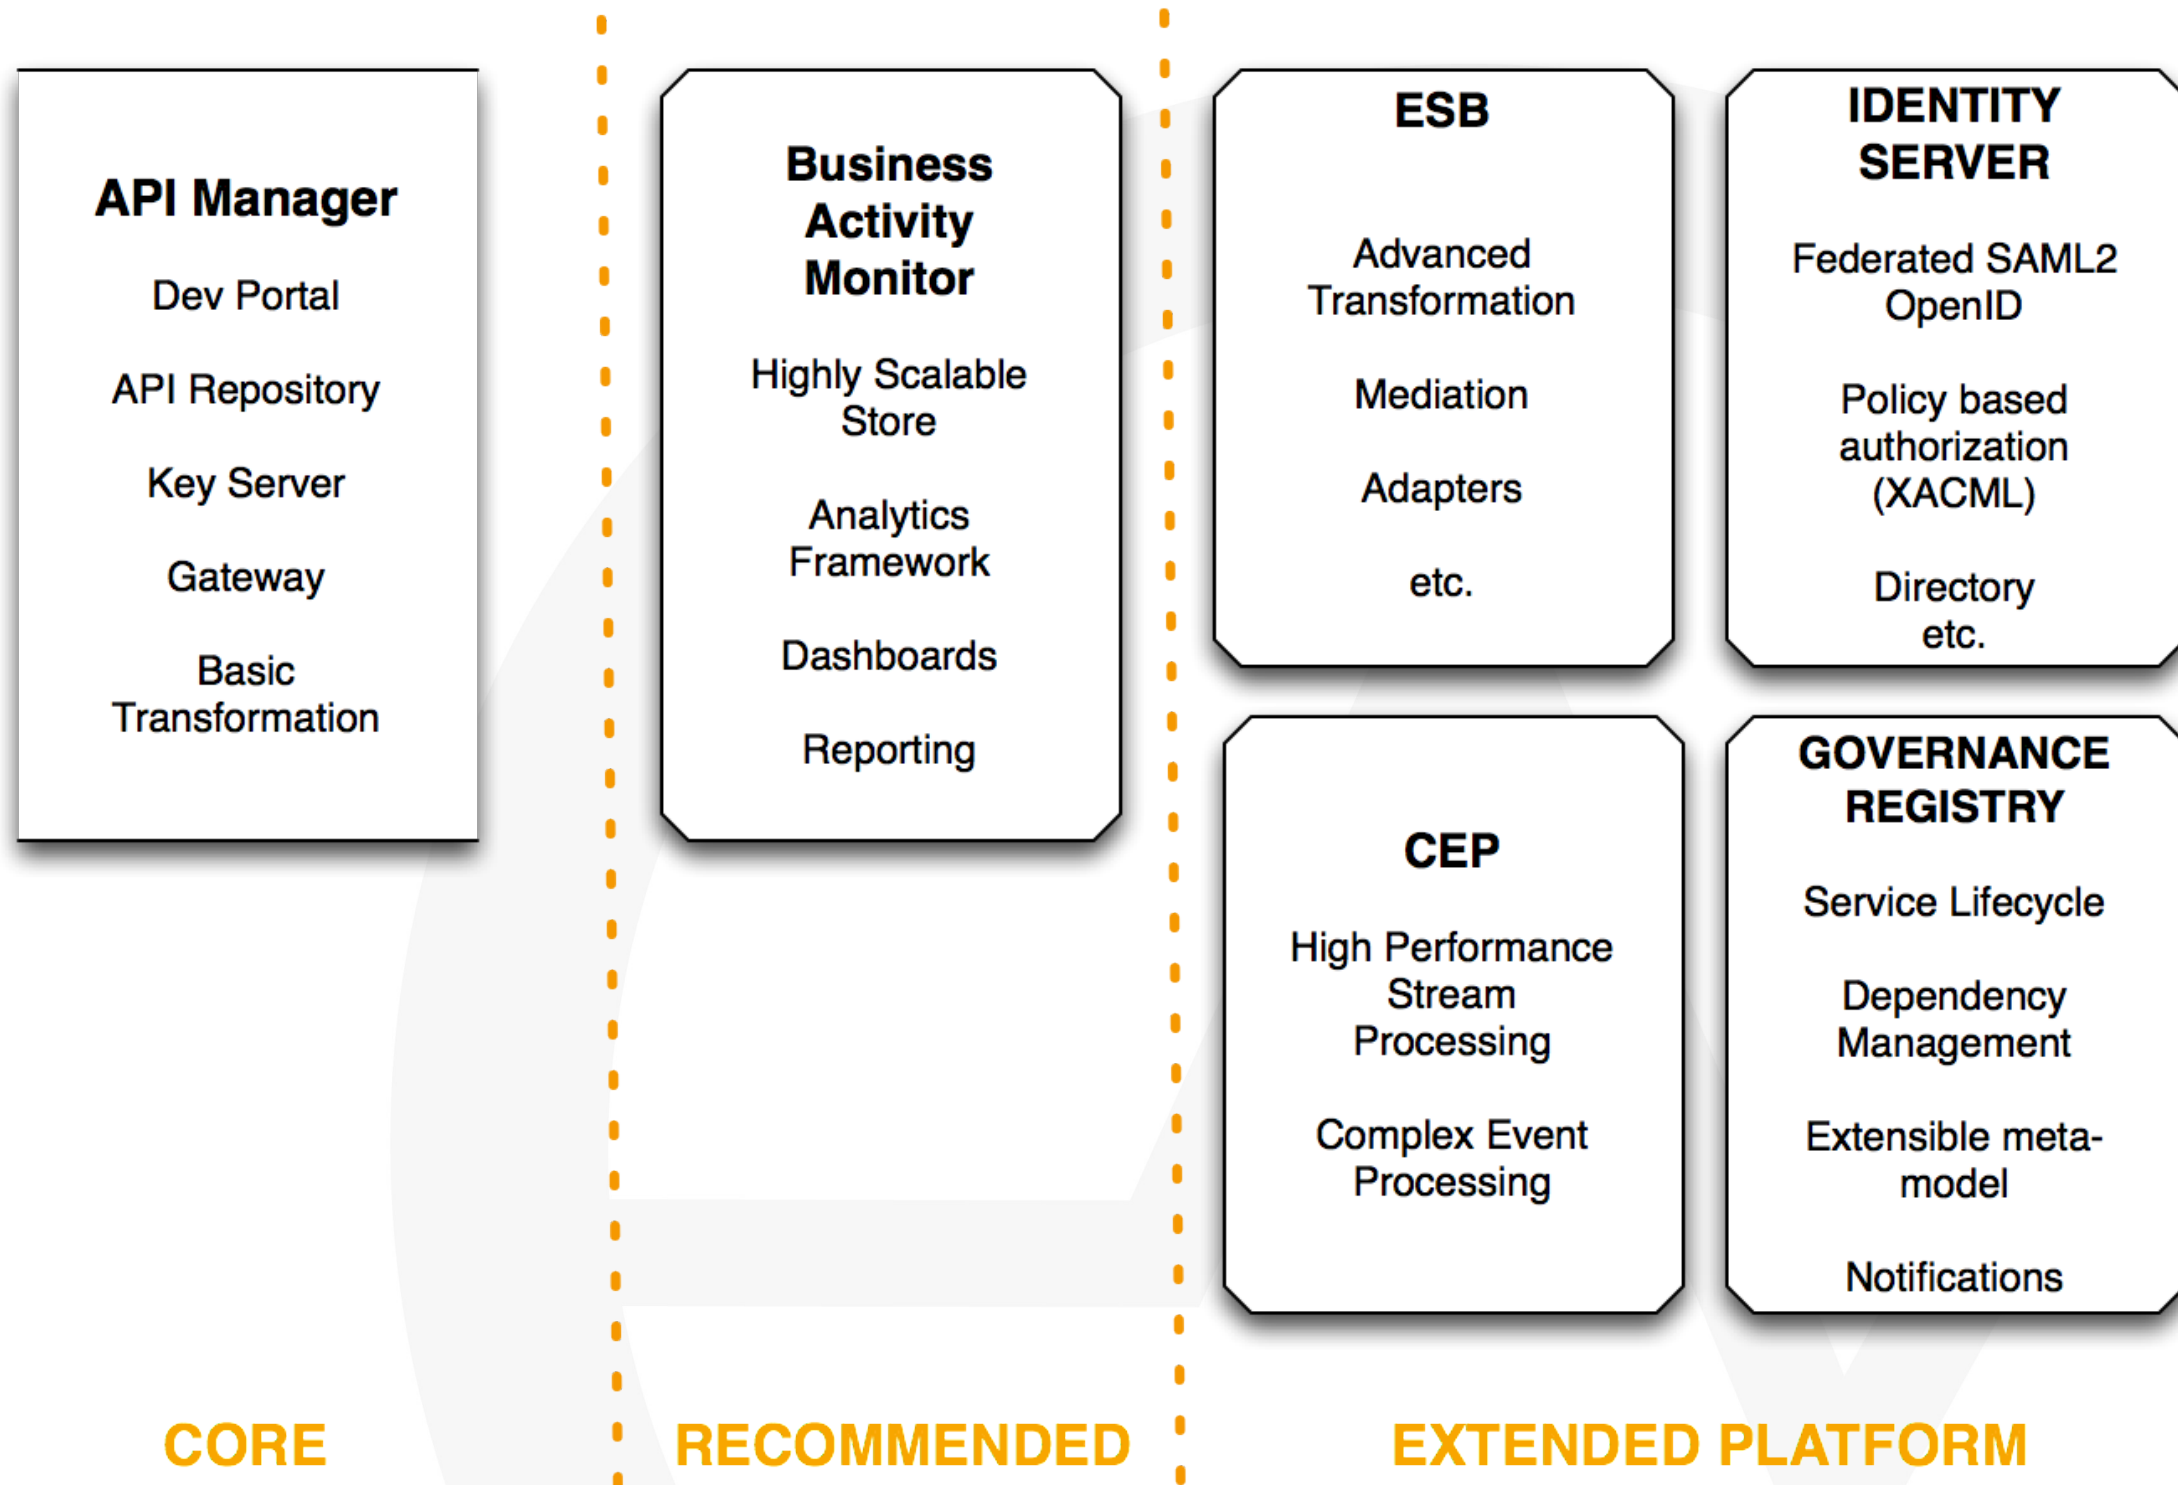 API Manager
Dev Portal
API Repository
Key Server
Gateway
Basic
Transformation
Business
Activity
Monitor
Highly Scalable
Store
Analytics
Framework
Dashboards
Reporting
ESB
Advanced
Transformation
Mediation
Adapters
etc.
IDENTITY
SERVER
Federated SAML2
OpenID
Policy based
authorization
(XACML)
Directory
etc.
CEP
High Performance
Stream
Processing
Complex Event
Processing
GOVERNANCE
REGISTRY
Service Lifecycle
Dependency
Management
Extensible meta-
model
Notifications
CORE
RECOMMENDED
EXTENDED PLATFORM